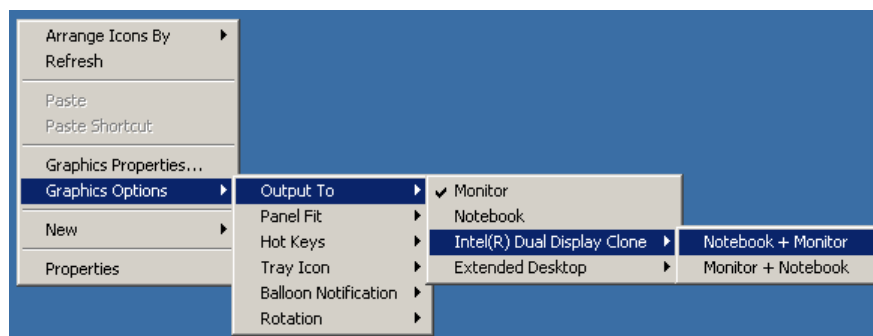 Arrange Icons By
Refresh
Paste
Paste Shortcut
Graphics Properties...
Graphics Options
New
Properties
Output To
Panel Fit
Hot Keys
Tray Icon
Balloon Notification
Rotation
Monitor
Notebook
Intel(R) Dual Display Clone
Extended Desktop
Notebook + Monitor
Monitor + Notebook